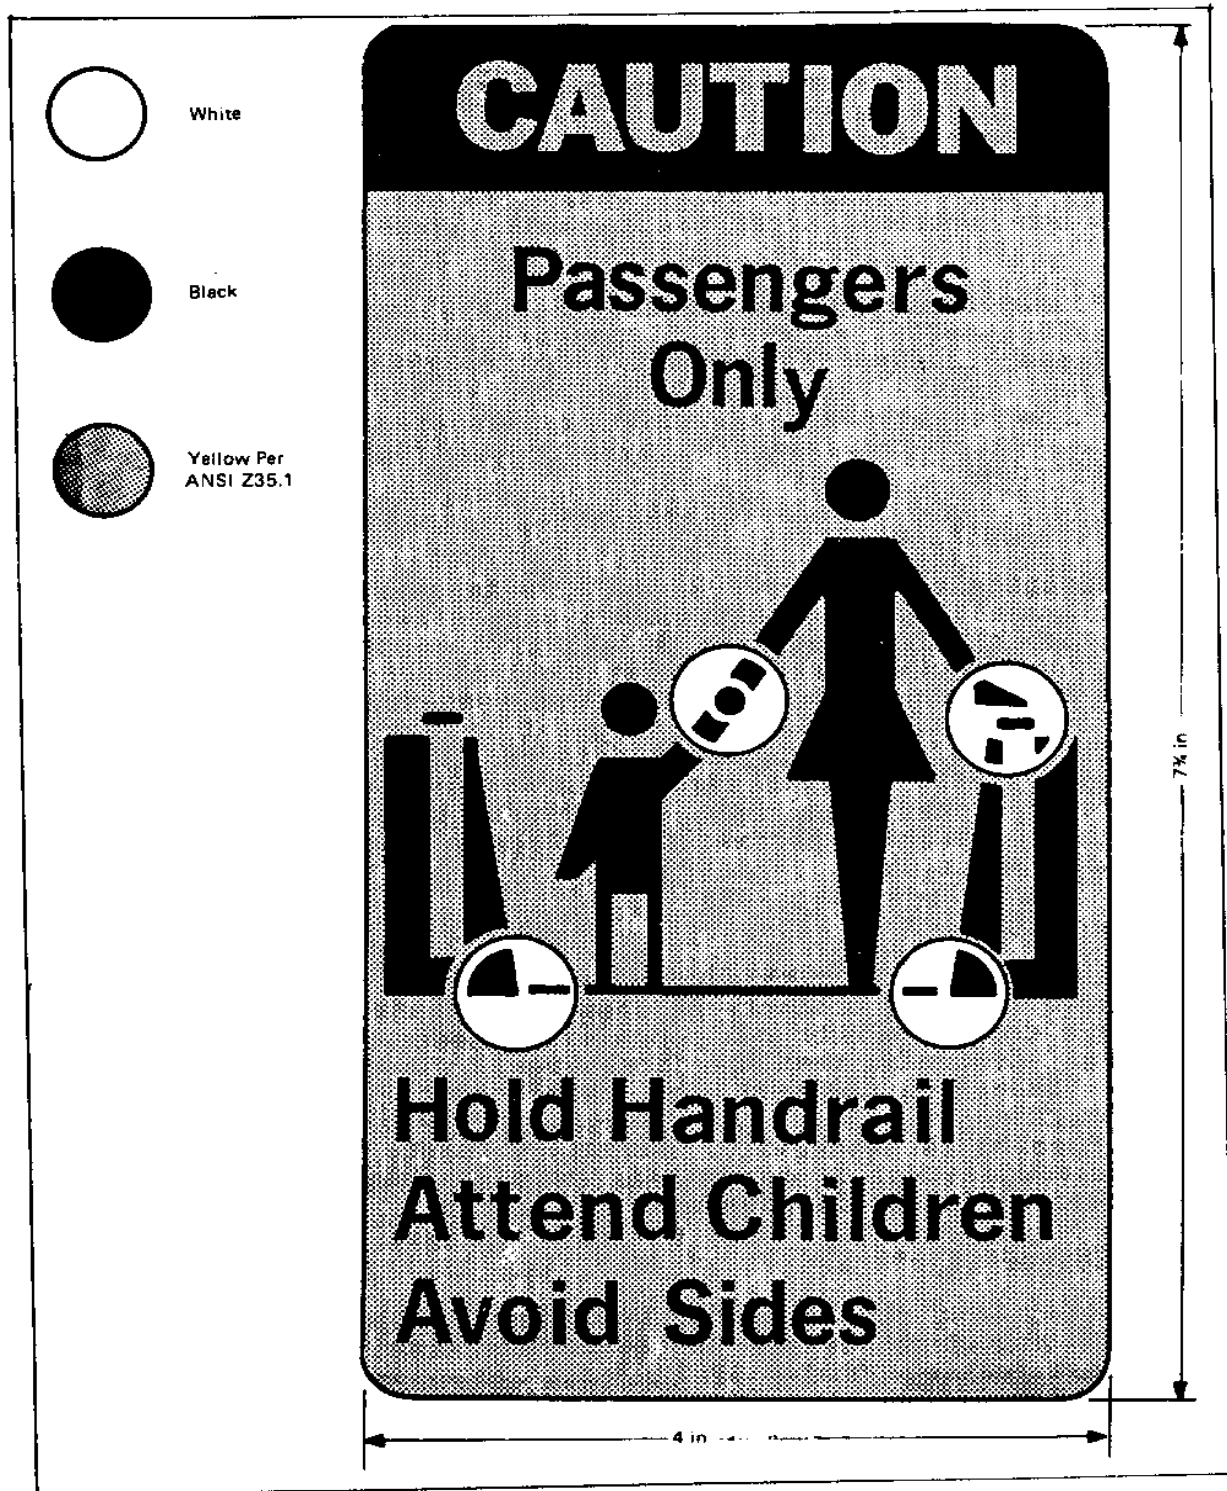 White
Black
Yellow Per
ANSI Z35.1
CAUTION
Passengers
Only
Hold Handrail
Attend Children
Avoid Sides
7¾ in
4 in